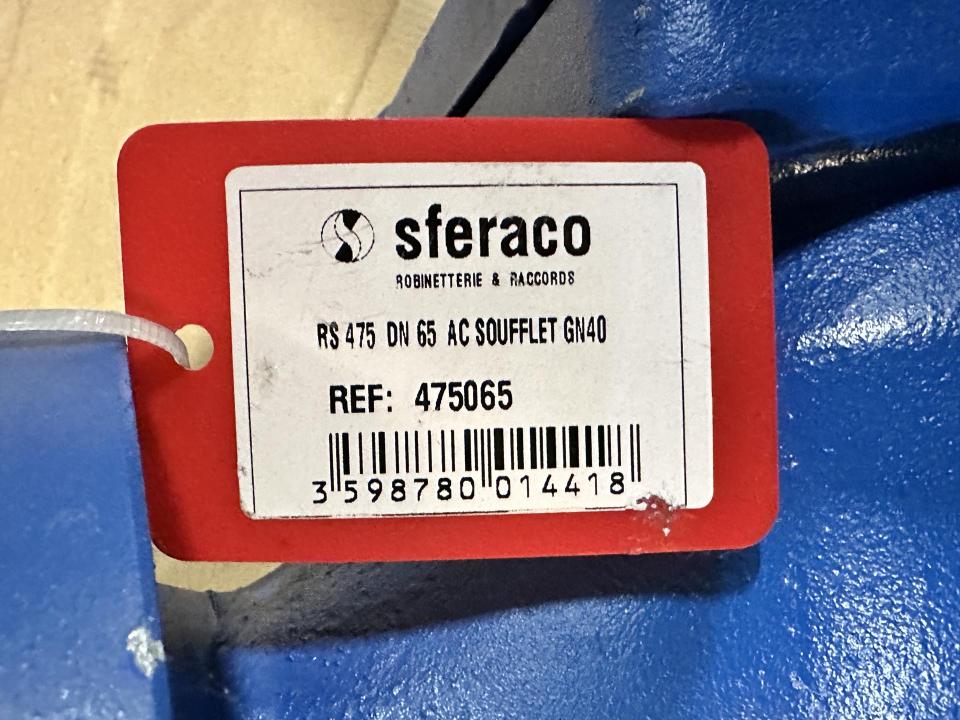 sferaco
ROBINETTERIE & RACCORDS
RS 475 DN 65 AC SOUFFLET GN40
REF: 475065
3 598780 014418